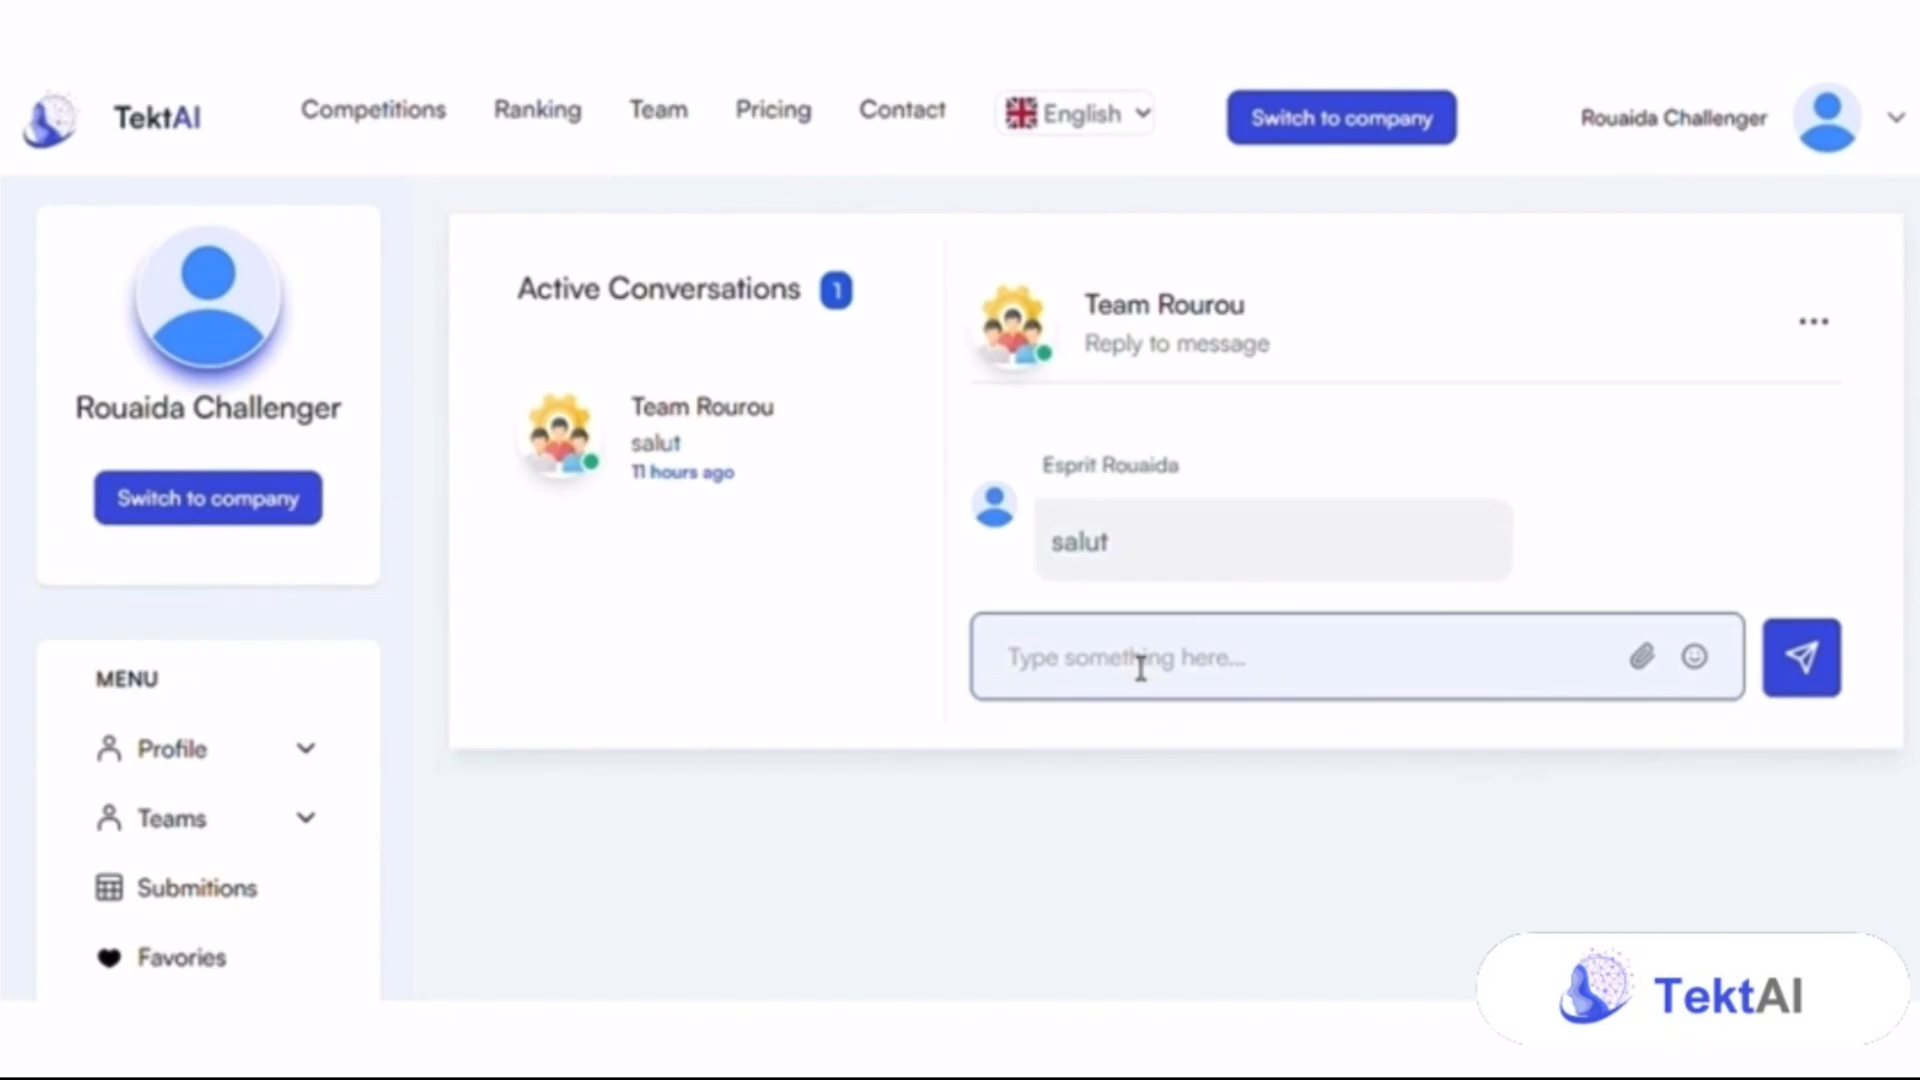 TektAI
Competitions
Ranking
Team
Pricing
Contact
English
Switch to company
Rouaida Challenger
Rouaida Challenger
Switch to company
MENU
Profile
Teams
Submitions
Favories
Active Conversations 1
Team Rourou
salut
11 hours ago
Team Rourou
Reply to message
Esprit Rouaida
salut
Type something here...
TektAI